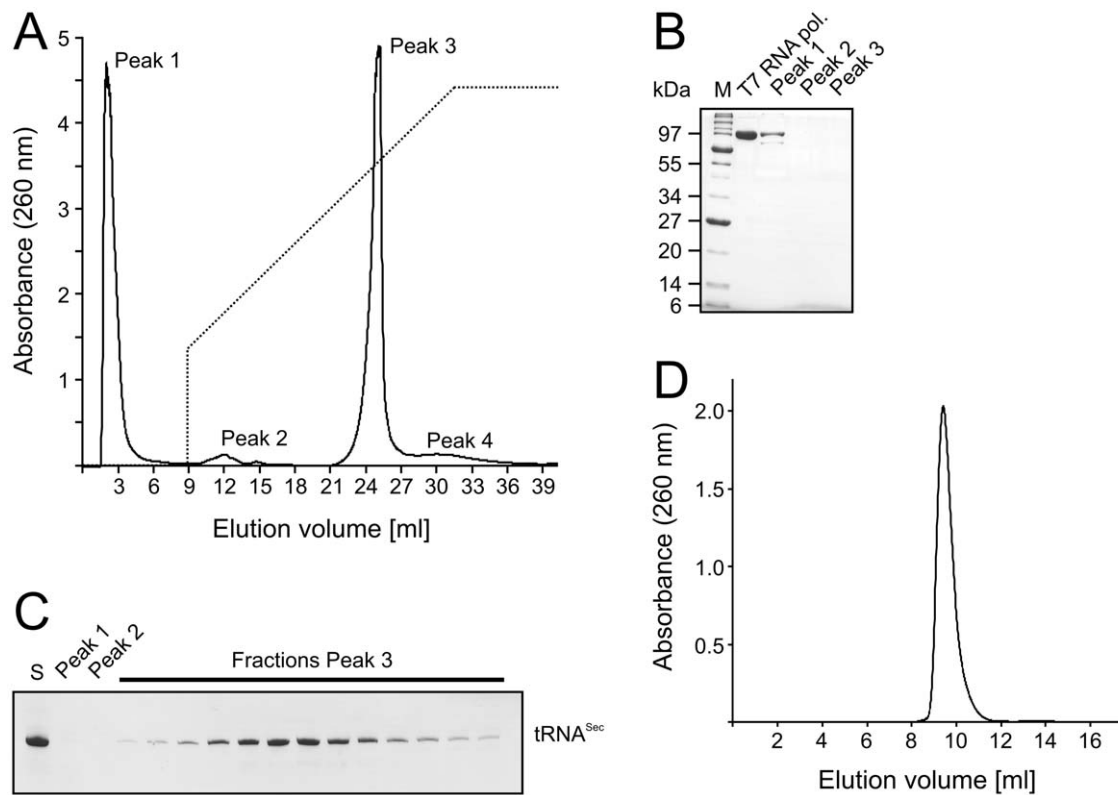 A
5
4
3
2
1
Absorbance (260 nm)
Peak 1
Peak 2
Peak 3
Peak 4
3 6 9 12 15 18 21 24 27 30 33 36 39
Elution volume [ml]
B
kDa M T7 RNA pol. Peak 1 Peak 2 Peak 3
97
55
34
27
20
14
6
C
S Peak 1 Peak 2 Fractions Peak 3
tRNA^Sec
D
2.0
1.5
1.0
0.5
Absorbance (260 nm)
2 4 6 8 10 12 14 16
Elution volume [ml]